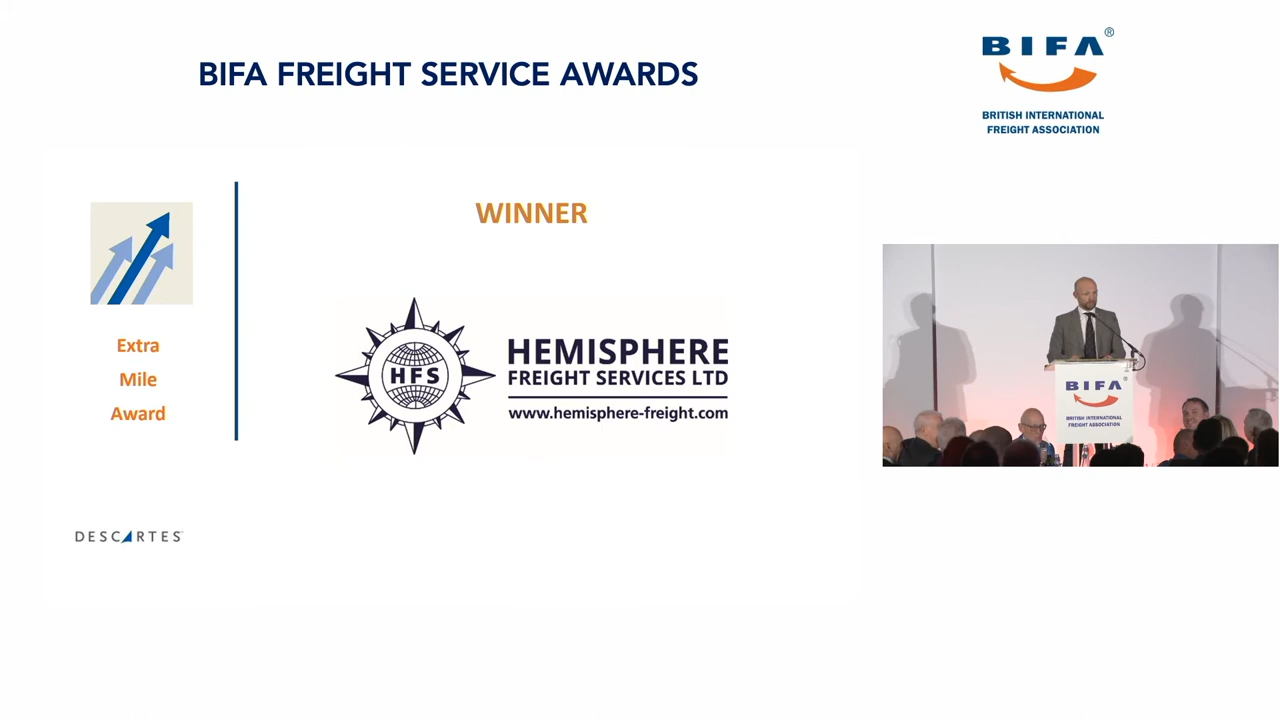 BIFA FREIGHT SERVICE AWARDS
BIFA®
BRITISH INTERNATIONAL
FREIGHT ASSOCIATION
WINNER
Extra
Mile
Award
HFS
HEMISPHERE
FREIGHT SERVICES LTD
www.hemisphere-freight.com
DESCARTES
BIFA®
BRITISH INTERNATIONAL
FREIGHT ASSOCIATION